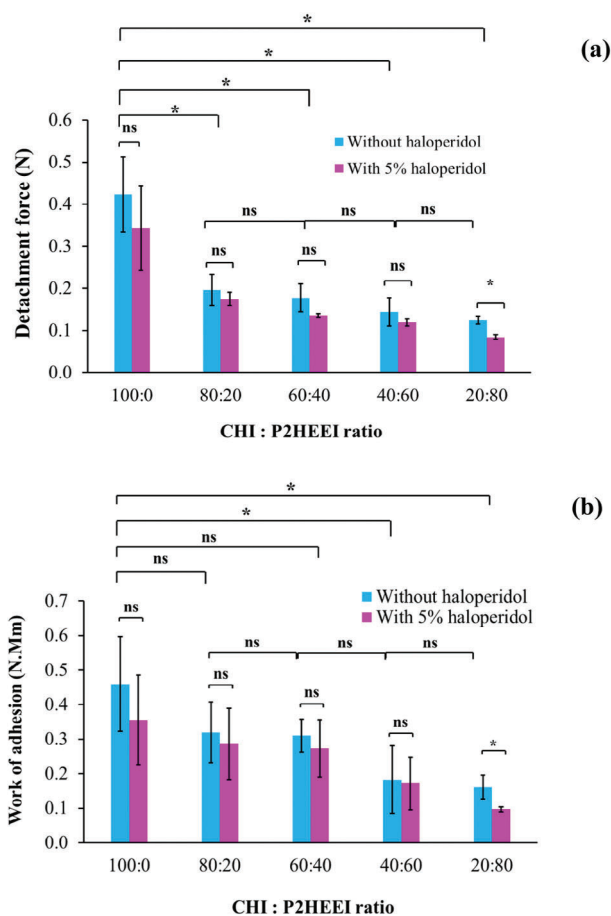 *
(a)
*
*
*
0.6
ns
Without haloperidol
With 5% haloperidol
0.5
0.4
ns
ns
ns
0.3
ns
ns
ns
*
0.2
0.1
0.0
Detachment force (N)
100:0
80:20
60:40
40:60
20:80
CHI : P2HEEI ratio
*
(b)
*
ns
ns
0.7
ns
Without haloperidol
With 5% haloperidol
0.6
0.5
ns
ns
ns
ns
ns
0.4
ns
*
0.3
0.2
0.1
0.0
Work of adhesion (N.Mm)
100:0
80:20
60:40
40:60
20:80
CHI : P2HEEI ratio